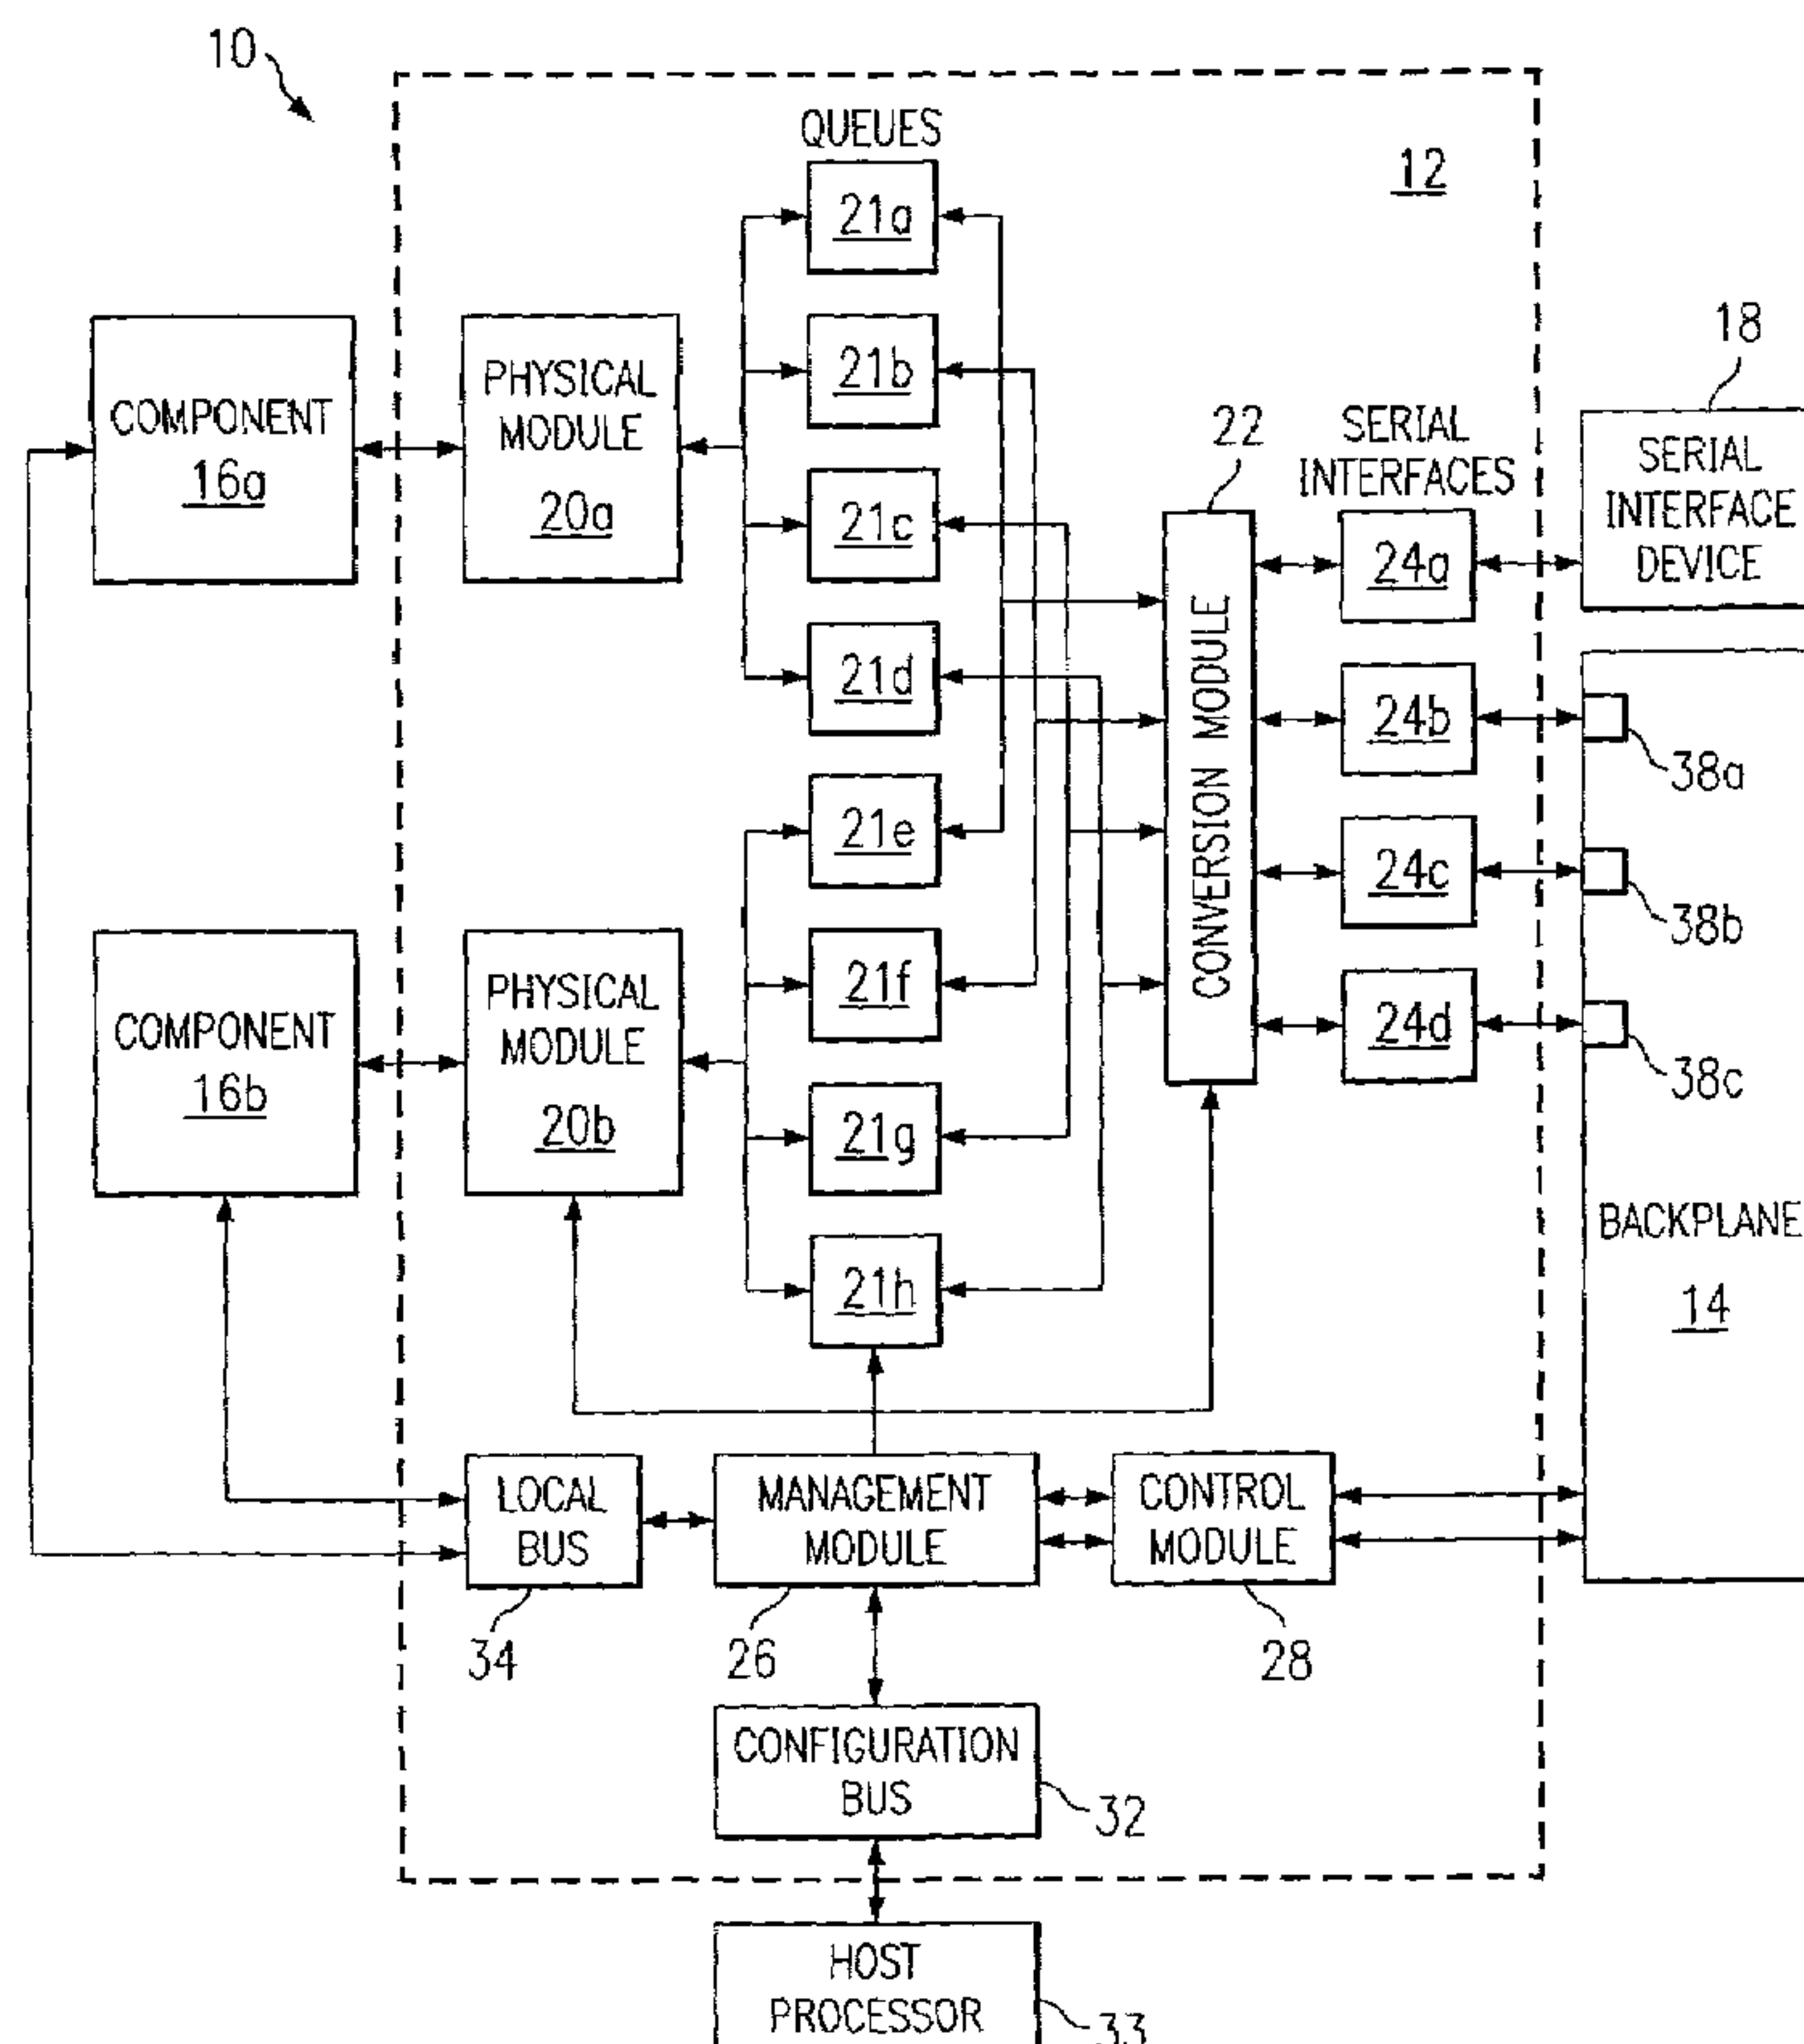 10
QUEUES
12
21a
21b
21c
21d
21e
21f
21g
21h
COMPONENT
16a
PHYSICAL
MODULE
20a
COMPONENT
16b
PHYSICAL
MODULE
20b
22
CONVERSION MODULE
SERIAL
INTERFACES
24a
24b
24c
24d
18
SERIAL
INTERFACE
DEVICE
38a
38b
38c
BACKPLANE
14
LOCAL
BUS
34
MANAGEMENT
MODULE
26
CONTROL
MODULE
28
CONFIGURATION
BUS
32
HOST
PROCESSOR
33